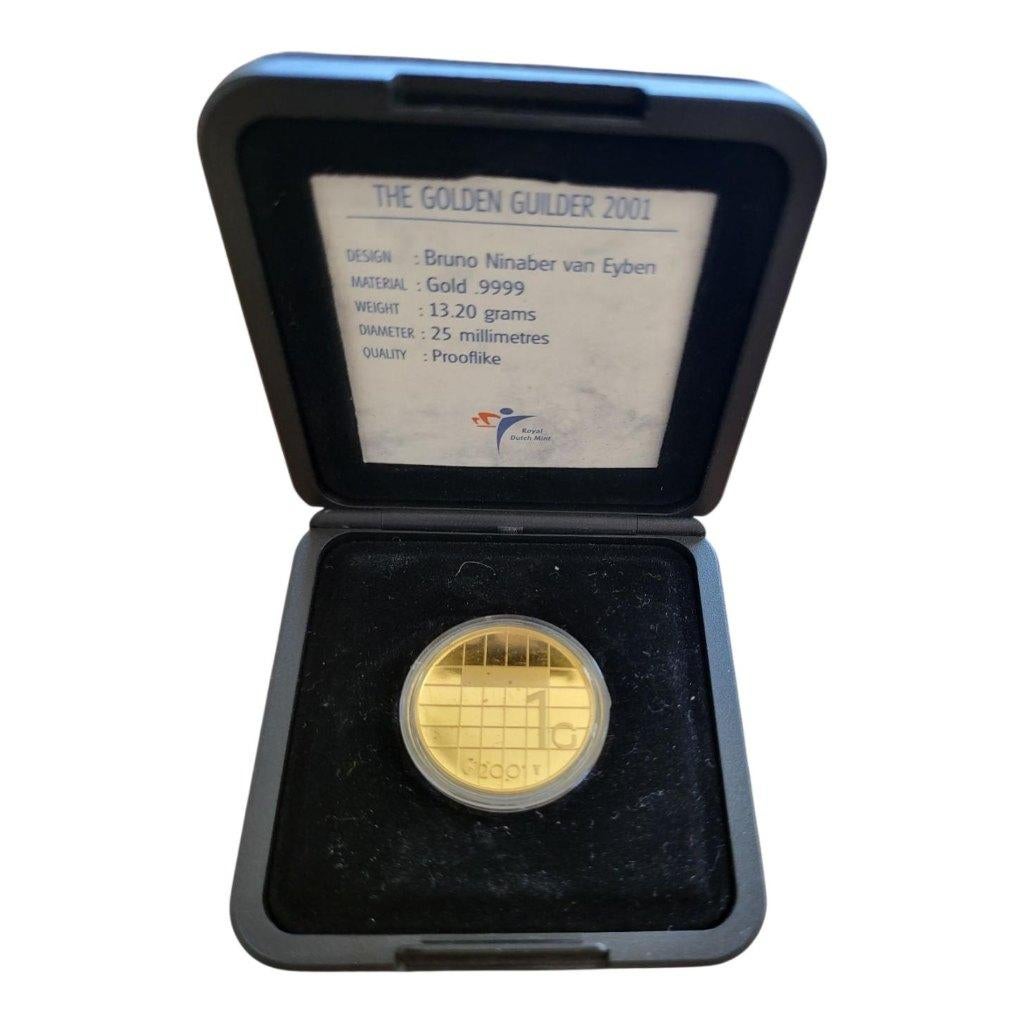 THE GOLDEN GUILDER 2001
DESIGN : Bruno Ninaber van Eyben
MATERIAL : Gold .9999
WEIGHT : 13.20 grams
DIAMETER : 25 millimetres
QUALITY : Prooflike
Royal
Dutch Mint
1
G
2001